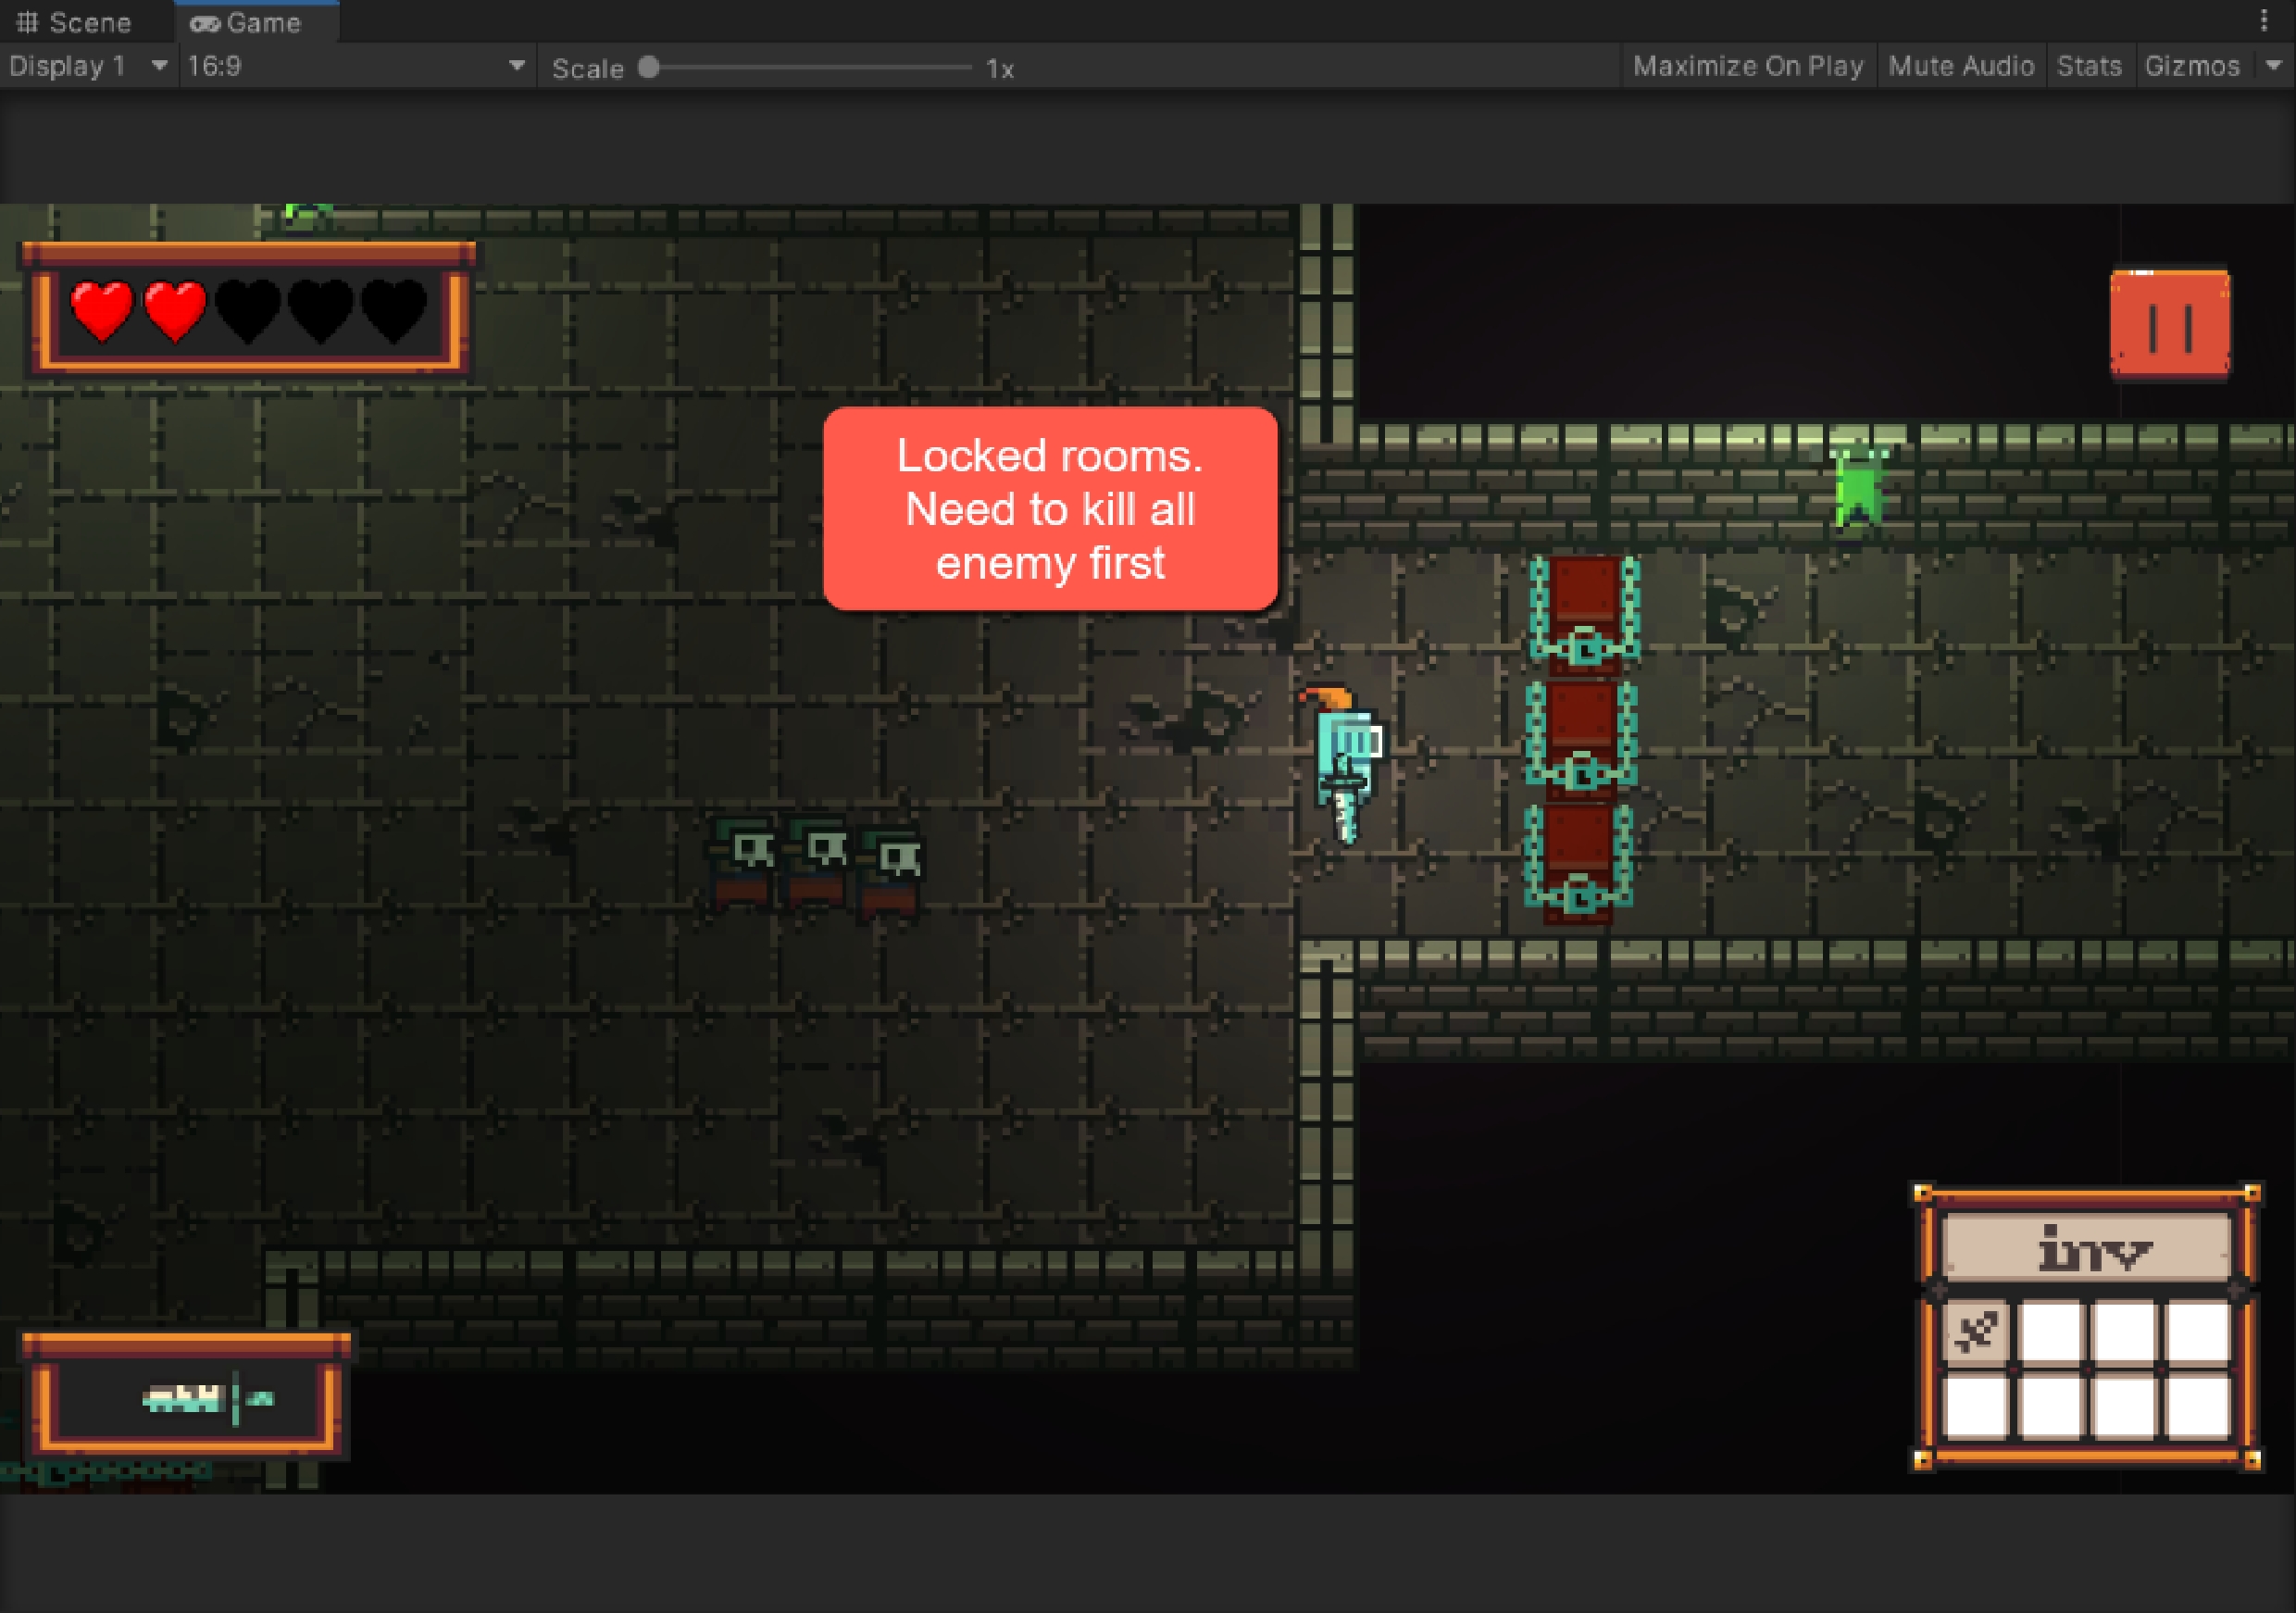 Scene
Game
Display 1
16:9
Scale
1x
Maximize On Play
Mute Audio
Stats
Gizmos
Locked rooms.
Need to kill all
enemy first
inv